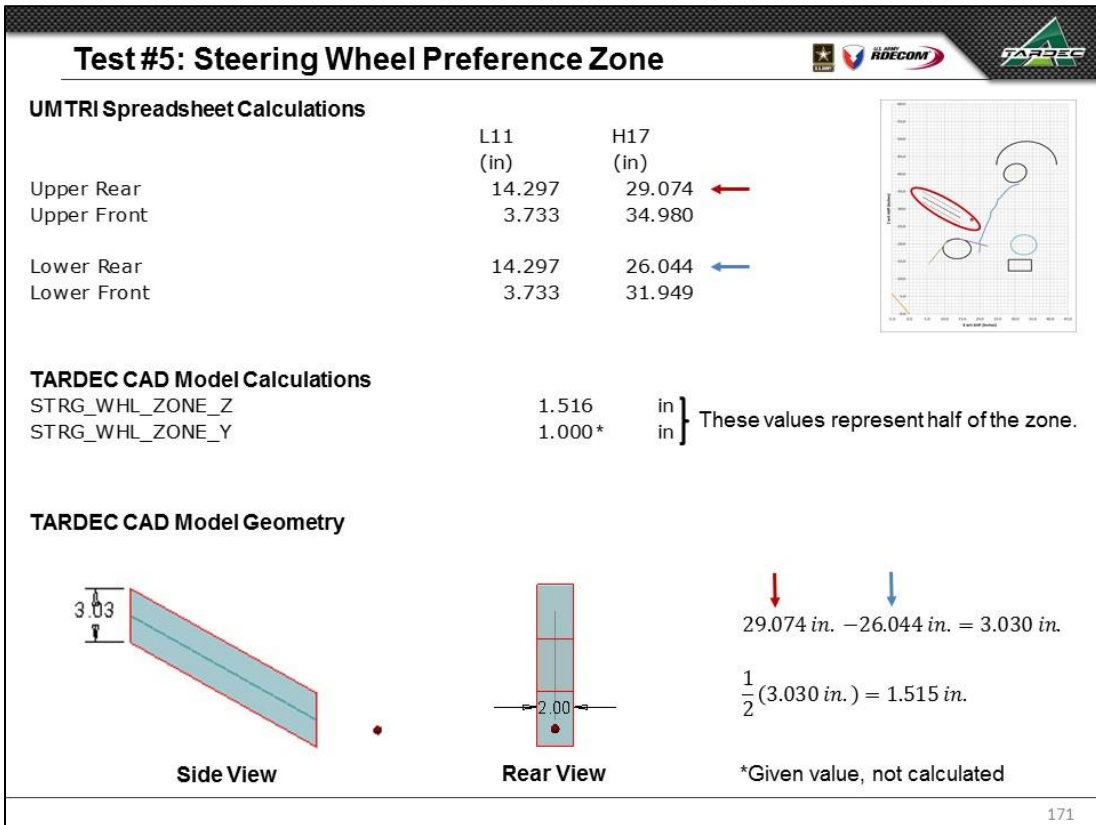 Test #5: Steering Wheel Preference Zone
U.S. ARMY
RDECOM
TARDEC
UMTRI Spreadsheet Calculations
L11 H17
(in) (in)
Upper Rear 14.297 29.074
Upper Front 3.733 34.980
Lower Rear 14.297 26.044
Lower Front 3.733 31.949
TARDEC CAD Model Calculations
STRG_WHL_ZONE_Z 1.516 in
STRG_WHL_ZONE_Y 1.000* in
These values represent half of the zone.
TARDEC CAD Model Geometry
3.03
2.00
29.074 in. −26.044 in. = 3.030 in.
1/2 (3.030 in.) = 1.515 in.
Side View
Rear View
*Given value, not calculated
171